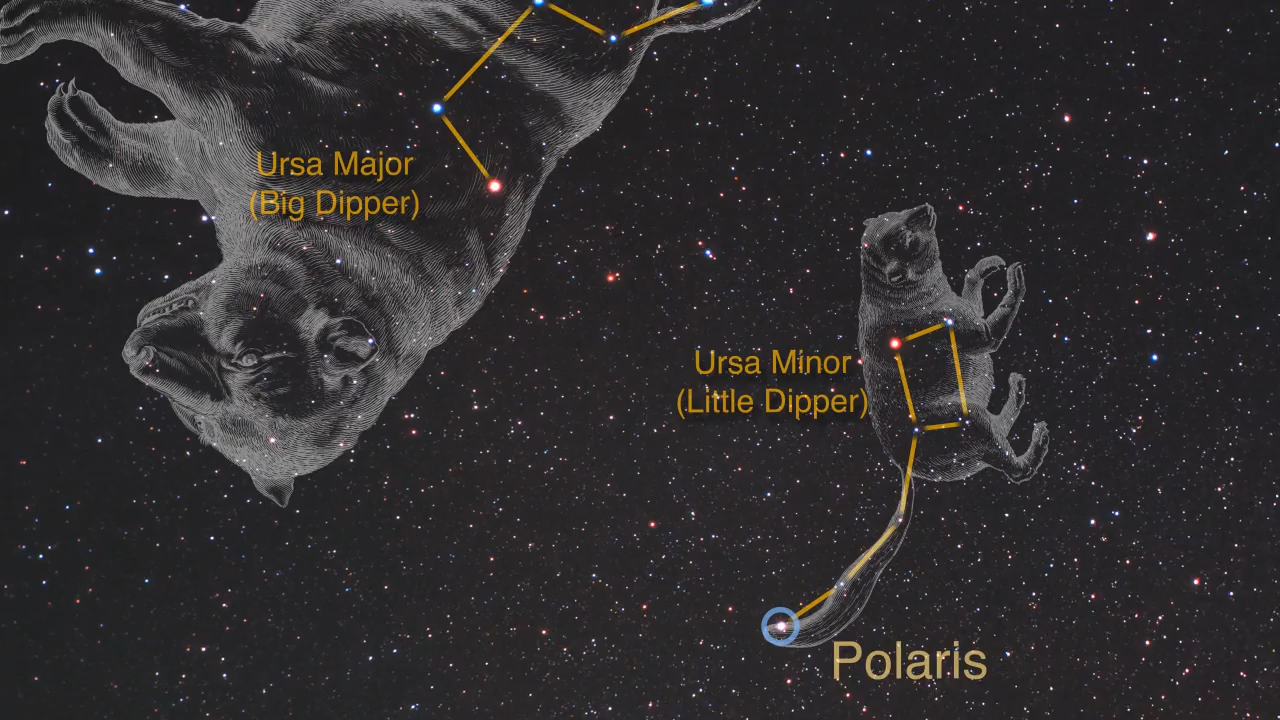 Ursa Major
(Big Dipper)
Ursa Minor
(Little Dipper)
Polaris